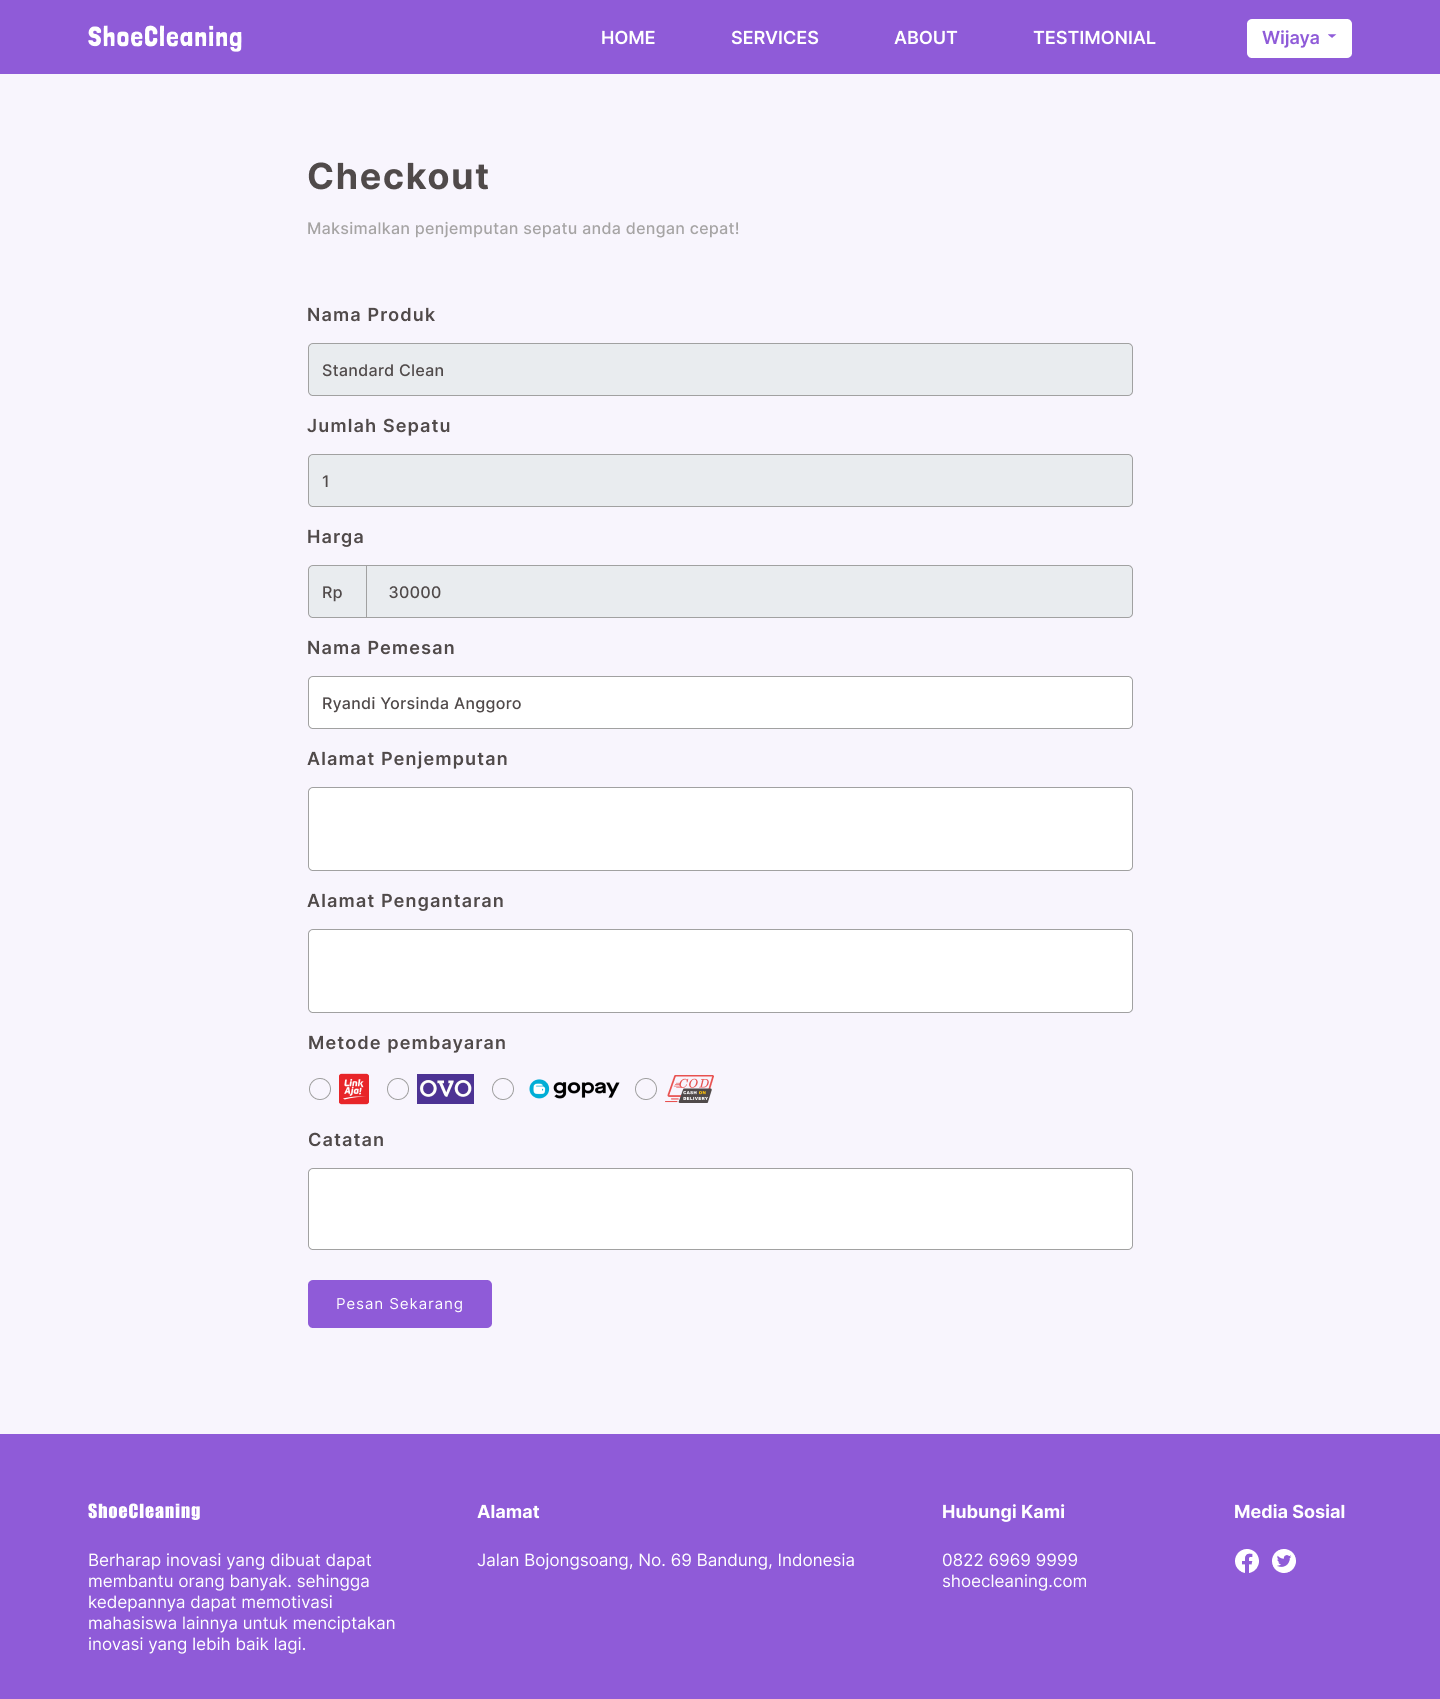 ShoeCleaning
HOME SERVICES ABOUT TESTIMONIAL Wijaya
Checkout
Maksimalkan penjemputan sepatu anda dengan cepat!
Nama Produk
Standard Clean
Jumlah Sepatu
1
Harga
Rp 30000
Nama Pemesan
Ryandi Yorsinda Anggoro
Alamat Penjemputan
Alamat Pengantaran
Metode pembayaran
Link Aja! OVO gopay COD CASH ON DELIVERY
Catatan
Pesan Sekarang
ShoeCleaning
Berharap inovasi yang dibuat dapat
membantu orang banyak. sehingga
kedepannya dapat memotivasi
mahasiswa lainnya untuk menciptakan
inovasi yang lebih baik lagi.
Alamat
Jalan Bojongsoang, No. 69 Bandung, Indonesia
Hubungi Kami
0822 6969 9999
shoecleaning.com
Media Sosial